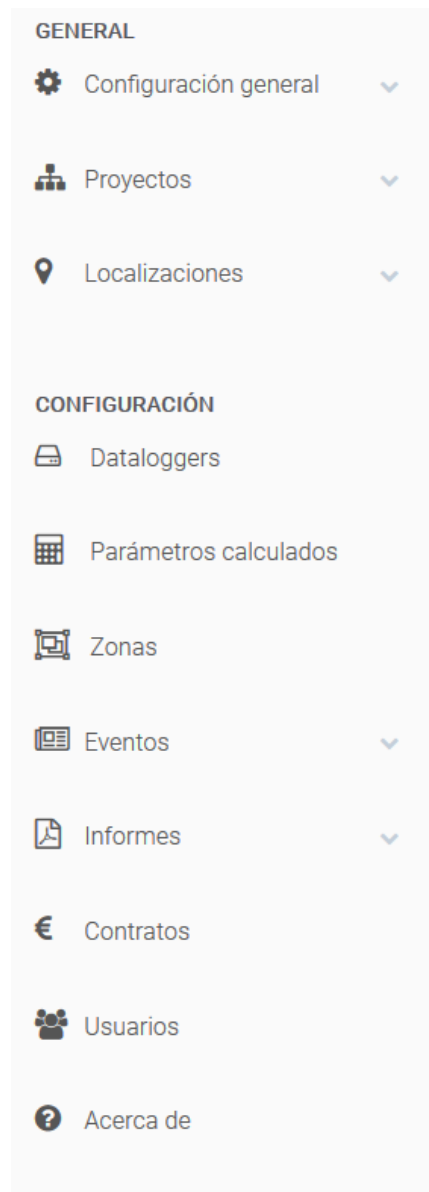 GENERAL
Configuración general
Proyectos
Localizaciones
CONFIGURACIÓN
Dataloggers
Parámetros calculados
Zonas
Eventos
Informes
€ Contratos
Usuarios
Acerca de